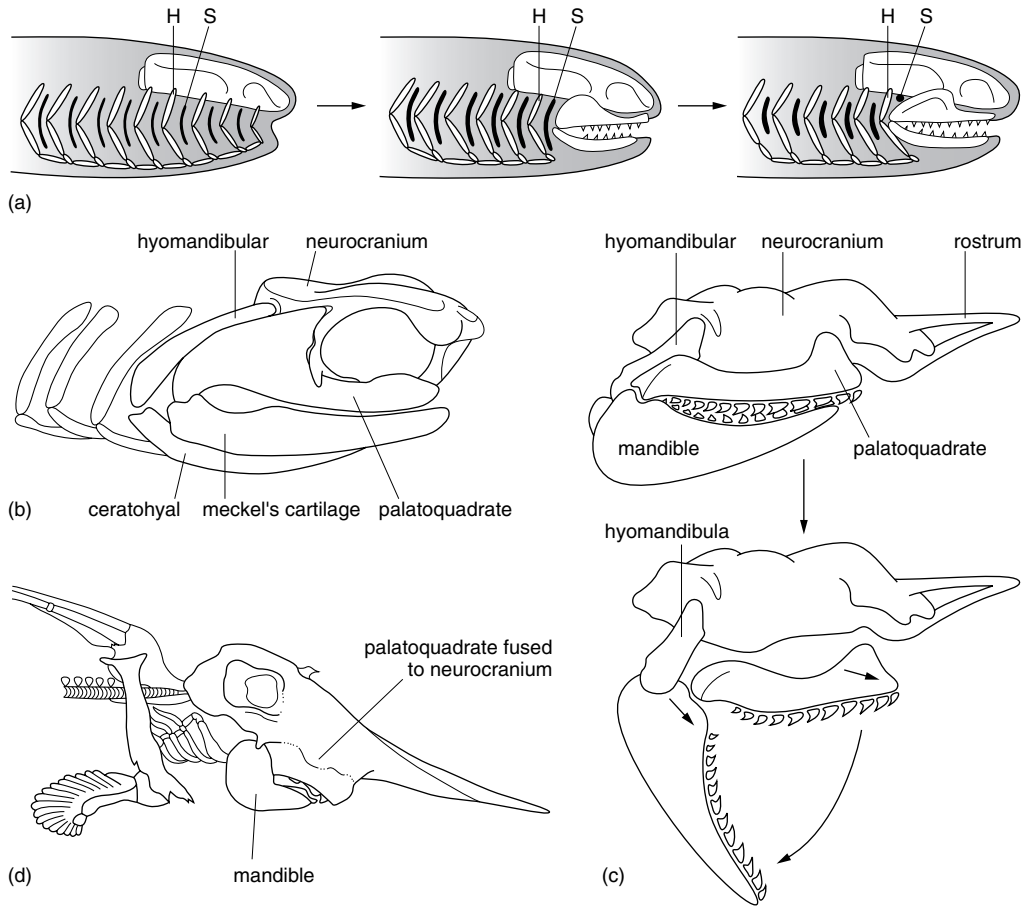 H S H S H S
(a)
hyomandibular neurocranium
(b)
ceratohyal meckel's cartilage palatoquadrate
hyomandibular neurocranium rostrum
mandible palatoquadrate
hyomandibula
(c)
palatoquadrate fused
to neurocranium
mandible
(d)